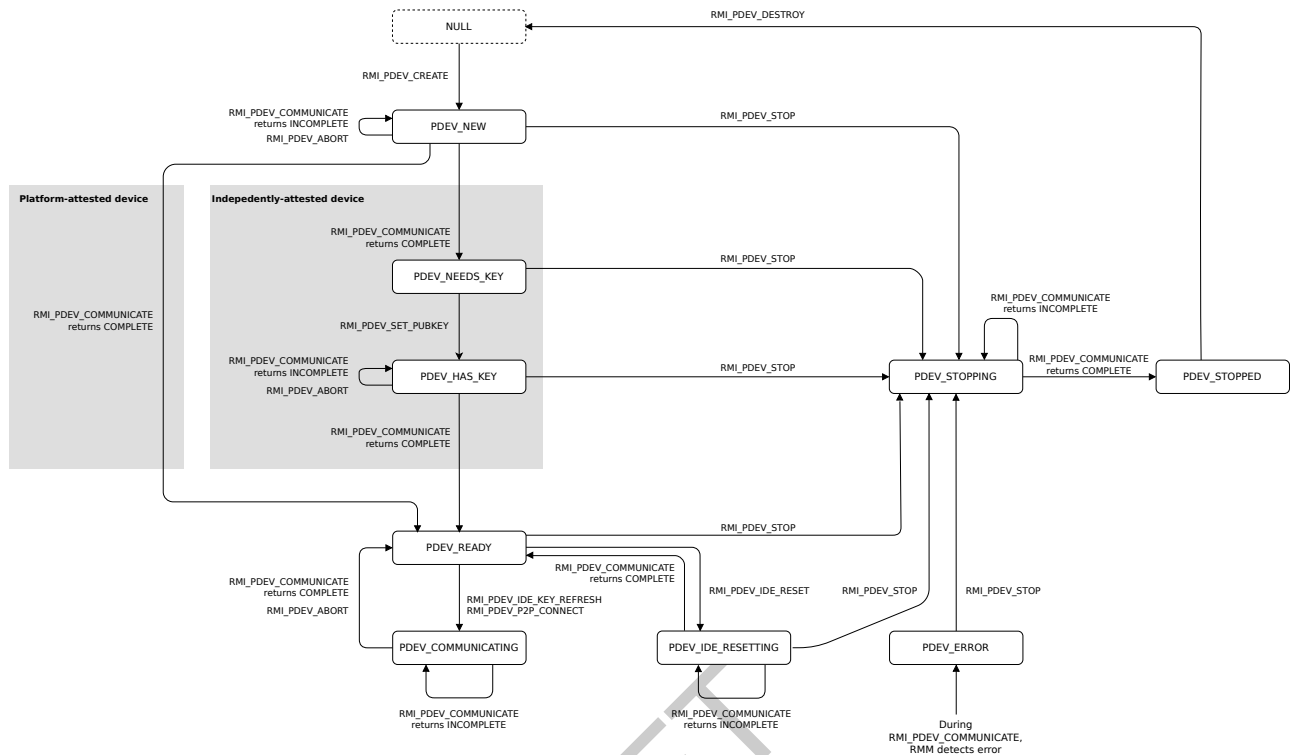 RMI_PDEV_DESTROY
NULL
RMI_PDEV_CREATE
RMI_PDEV_COMMUNICATE
returns INCOMPLETE
RMI_PDEV_ABORT
PDEV_NEW
RMI_PDEV_STOP
Platform-attested device
Indepedently-attested device
RMI_PDEV_COMMUNICATE
returns COMPLETE
PDEV_NEEDS_KEY
RMI_PDEV_STOP
RMI_PDEV_COMMUNICATE
returns INCOMPLETE
RMI_PDEV_COMMUNICATE
returns COMPLETE
RMI_PDEV_SET_PUBKEY
RMI_PDEV_COMMUNICATE
returns INCOMPLETE
RMI_PDEV_ABORT
PDEV_HAS_KEY
RMI_PDEV_STOP
PDEV_STOPPING
RMI_PDEV_COMMUNICATE
returns COMPLETE
PDEV_STOPPED
RMI_PDEV_COMMUNICATE
returns COMPLETE
RMI_PDEV_STOP
PDEV_READY
RMI_PDEV_COMMUNICATE
returns COMPLETE
RMI_PDEV_ABORT
RMI_PDEV_IDE_KEY_REFRESH
RMI_PDEV_P2P_CONNECT
RMI_PDEV_COMMUNICATE
returns COMPLETE
RMI_PDEV_IDE_RESET
RMI_PDEV_STOP
RMI_PDEV_STOP
PDEV_COMMUNICATING
PDEV_IDE_RESETTING
PDEV_ERROR
RMI_PDEV_COMMUNICATE
returns INCOMPLETE
RMI_PDEV_COMMUNICATE
returns INCOMPLETE
During
RMI_PDEV_COMMUNICATE,
RMM detects error